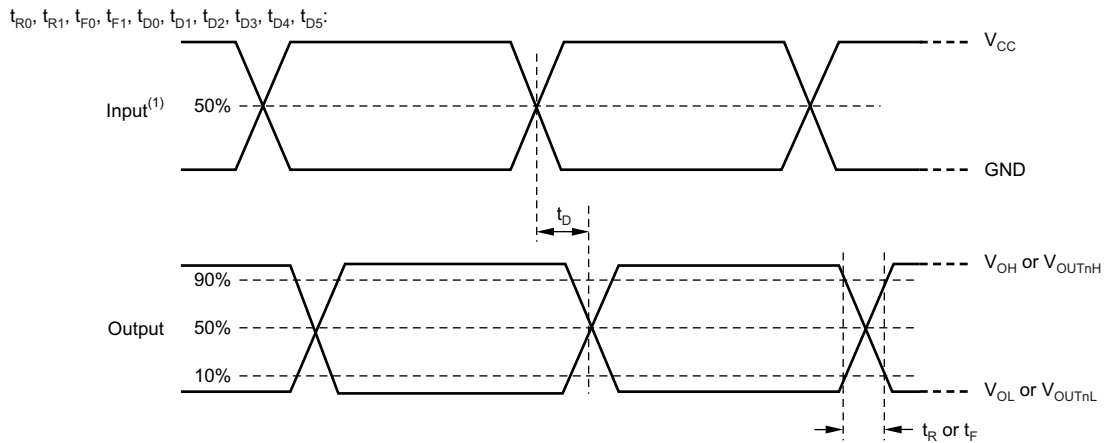 tR0, tR1, tF0, tF1, tD0, tD1, tD2, tD3, tD4, tD5:
VCC
Input(1) 50%
GND
tD
90% VOH or VOUTnH
Output 50%
10% VOL or VOUTnL
tR or tF